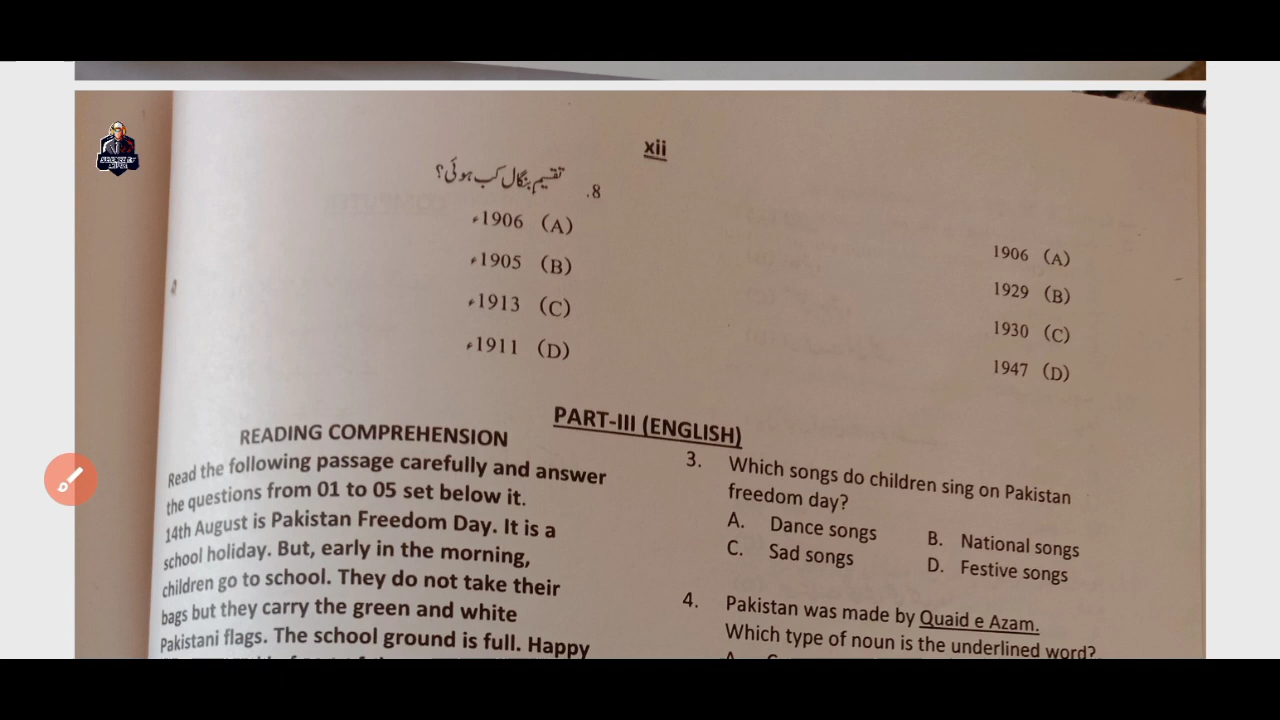 xii
8. تقسیم بنگال کب ہوئی؟
(A) 1906ء
(B) 1905ء
(C) 1913ء
(D) 1911ء
(A) 1906
(B) 1929
(C) 1930
(D) 1947
PART-III (ENGLISH)
READING COMPREHENSION
Read the following passage carefully and answer
the questions from 01 to 05 set below it.
14th August is Pakistan Freedom Day. It is a
school holiday. But, early in the morning,
children go to school. They do not take their
bags but they carry the green and white
Pakistani flags. The school ground is full. Happy
3. Which songs do children sing on Pakistan
freedom day?
A. Dance songs B. National songs
C. Sad songs D. Festive songs
4. Pakistan was made by Quaid e Azam.
Which type of noun is the underlined word?